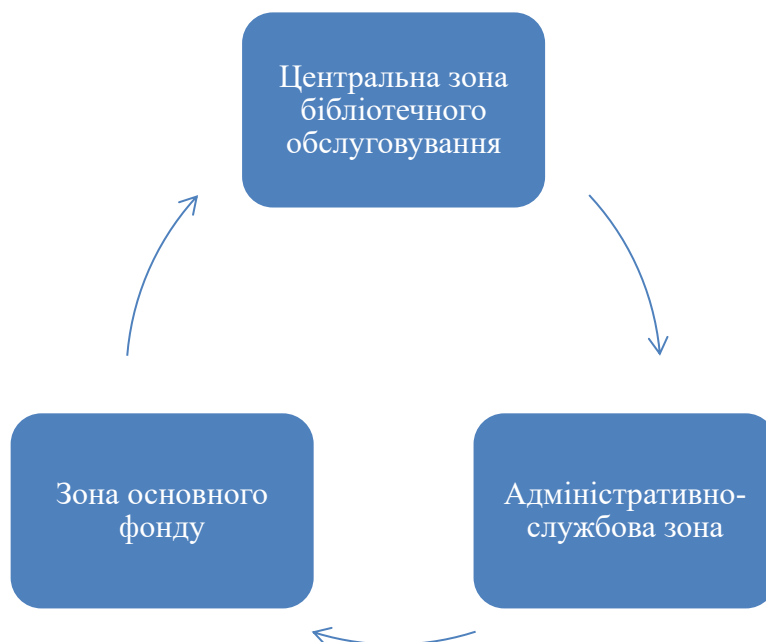 Центральна зона
бібліотечного
обслуговування
Зона основного
фонду
Адміністративно-
службова зона